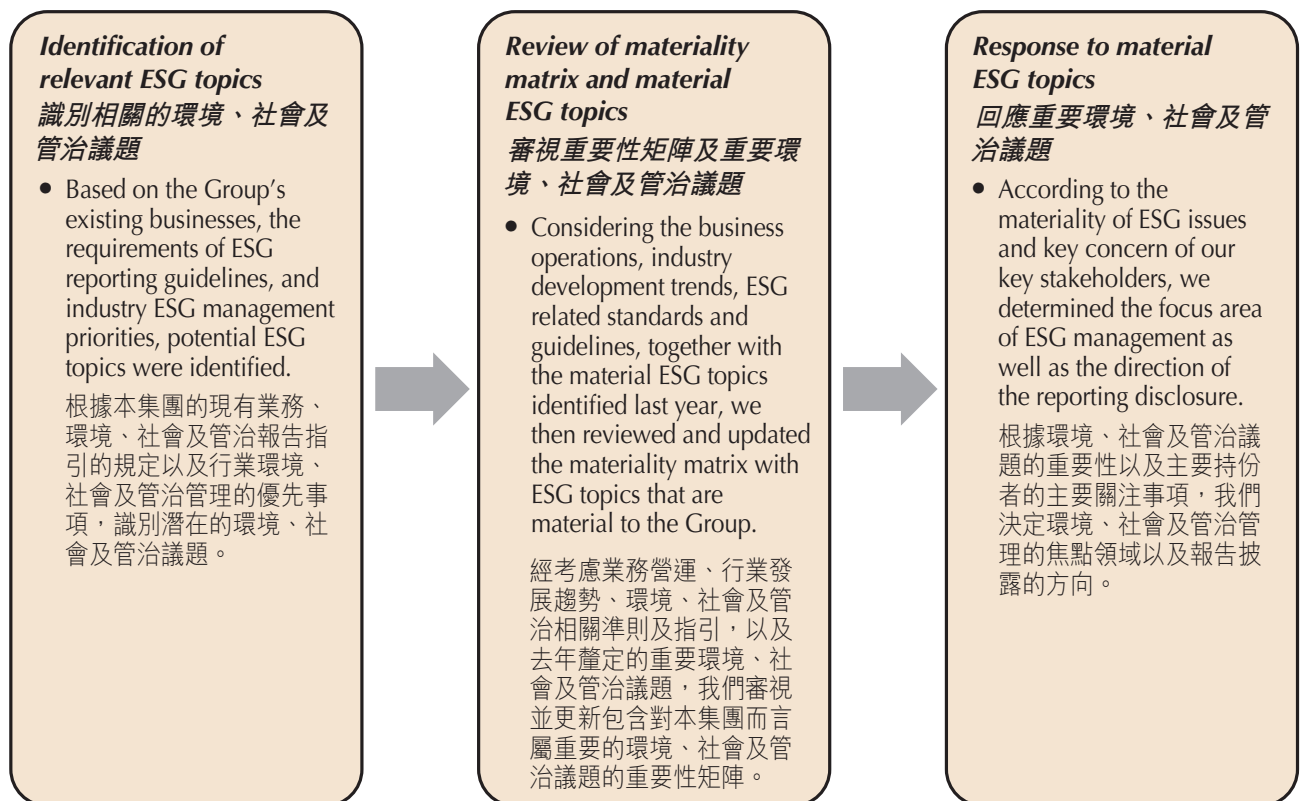 Identification of
relevant ESG topics
識別相關的環境、社會及
管治議題
• Based on the Group's
existing businesses, the
requirements of ESG
reporting guidelines, and
industry ESG management
priorities, potential ESG
topics were identified.
根據本集團的現有業務、
環境、社會及管治報告指
引的規定以及行業環境、
社會及管治管理的優先事
項，識別潛在的環境、社
會及管治議題。
Review of materiality
matrix and material
ESG topics
審視重要性矩陣及重要環
境、社會及管治議題
• Considering the business
operations, industry
development trends, ESG
related standards and
guidelines, together with
the material ESG topics
identified last year, we
then reviewed and updated
the materiality matrix with
ESG topics that are
material to the Group.
經考慮業務營運、行業發
展趨勢、環境、社會及管
治相關準則及指引，以及
去年釐定的重要環境、社
會及管治議題，我們審視
並更新包含對本集團而言
屬重要的環境、社會及管
治議題的重要性矩陣。
Response to material
ESG topics
回應重要環境、社會及管
治議題
• According to the
materiality of ESG issues
and key concern of our
key stakeholders, we
determined the focus area
of ESG management as
well as the direction of
the reporting disclosure.
根據環境、社會及管治議
題的重要性以及主要持份
者的主要關注事項，我們
決定環境、社會及管治管
理的焦點領域以及報告披
露的方向。